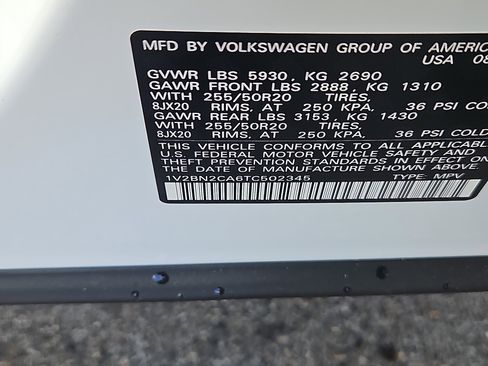 MFD BY VOLKSWAGEN GROUP OF AMERIC
USA 08
GVWR LBS 5930, KG 2690
GAWR FRONT LBS 2888, KG 1310
WITH 255/50R20 TIRES,
8JX20 RIMS, AT 250 KPA, 36 PSI COLD
GAWR REAR LBS 3153, KG 1430
WITH 255/50R20 TIRES,
8JX20 RIMS, AT 250 KPA, 36 PSI COLD
THIS VEHICLE CONFORMS TO ALL APPLICABL
U.S. FEDERAL MOTOR VEHICLE SAFETY AND
THEFT PREVENTION STANDARDS IN EFFECT ON
THE DATE OF MANUFACTURE SHOWN ABOVE.
1V2BN2CA6TC502345 TYPE: MPV